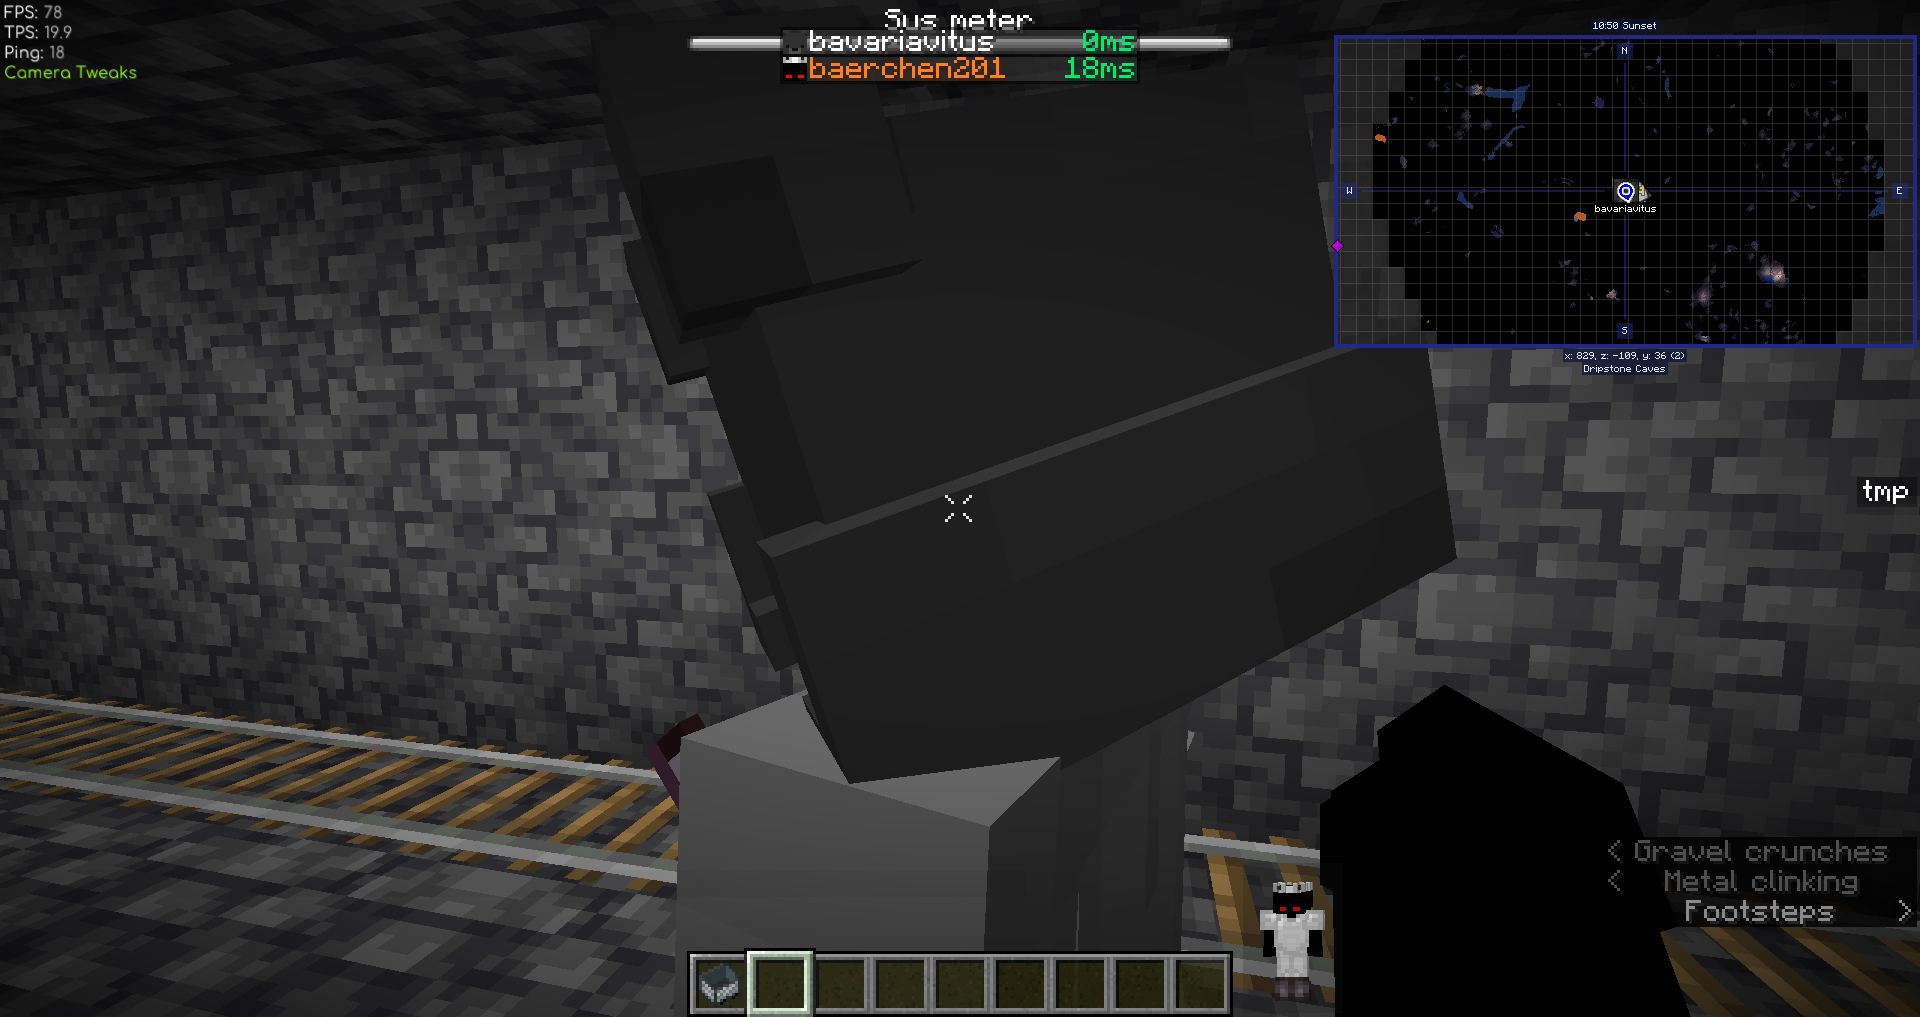 FPS: 78
TPS: 19.9
Ping: 18
Camera Tweaks
Sus meter
bavariavitus 0ms
baerchen201 18ms
10:50 Sunset
N
W
E
bavariavitus
S
x: 829, z: -109, y: 36 (2)
Dripstone Caves
tmp
< Gravel crunches
< Metal clinking
Footsteps >